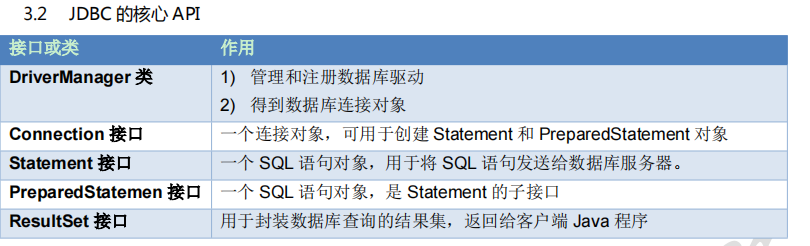 3.2 JDBC 的核心 API
接口或类 作用
DriverManager 类 1) 管理和注册数据库驱动
2) 得到数据库连接对象
Connection 接口 一个连接对象，可用于创建 Statement 和 PreparedStatement 对象
Statement 接口 一个 SQL 语句对象，用于将 SQL 语句发送给数据库服务器。
PreparedStatemen 接口 一个 SQL 语句对象，是 Statement 的子接口
ResultSet 接口 用于封装数据库查询的结果集，返回给客户端 Java 程序